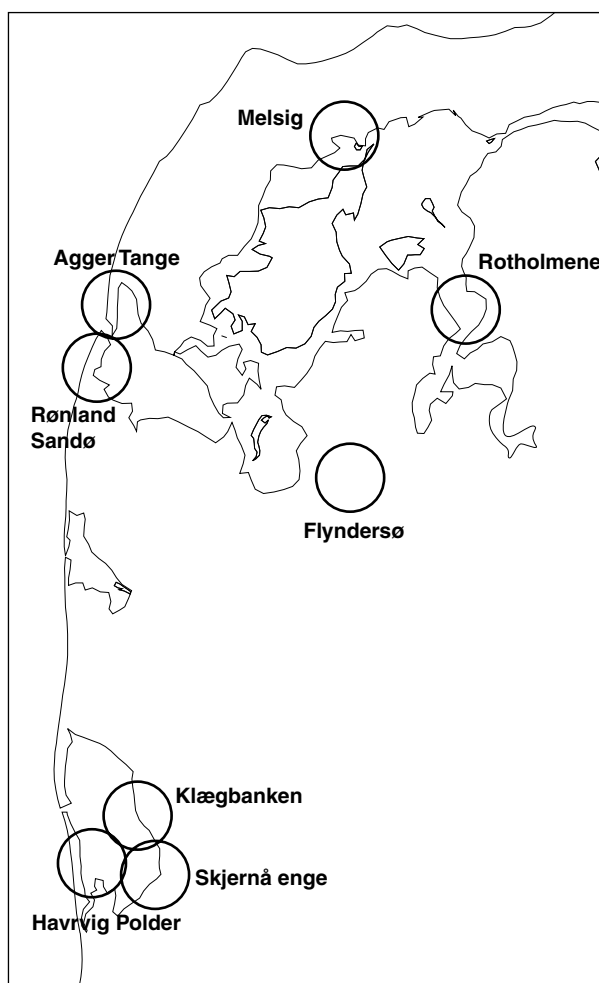 Melsig
Agger Tange
Rotholmene
Rønland
Sandø
Flyndersø
Klægbanken
Skjernå enge
Havrvig Polder